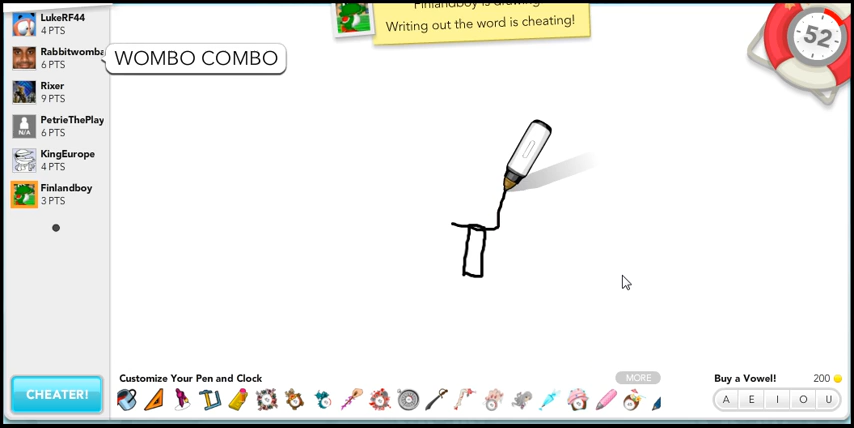 Finlandboy is drawing
Writing out the word is cheating!
52
LukeRF44
4 PTS
Rabbitwomba
6 PTS
WOMBO COMBO
Rixer
9 PTS
N/A
PetrieThePlay
6 PTS
KingEurope
4 PTS
Finlandboy
3 PTS
CHEATER!
Customize Your Pen and Clock
MORE
Buy a Vowel!
200
A E I O U